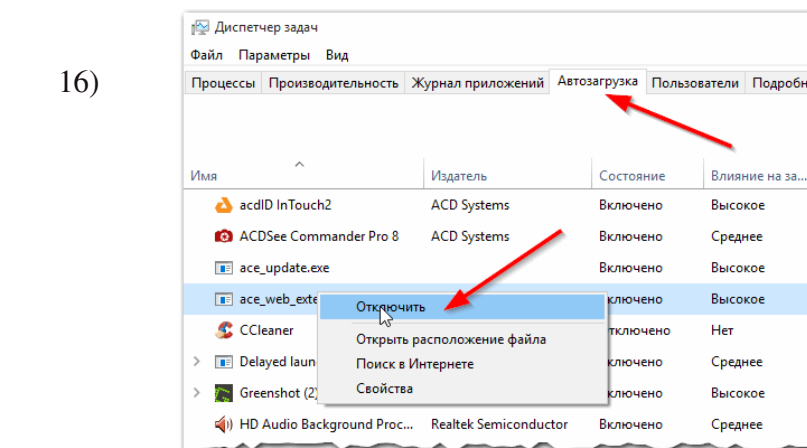 Диспетчер задач
Файл Параметры Вид
16)
Процессы Производительность Журнал приложений Автозагрузка Пользователи Подробн
Имя Издатель Состояние Влияние на за...
acdID InTouch2 ACD Systems Включено Высокое
ACDSee Commander Pro 8 ACD Systems Включено Среднее
ace_update.exe Включено Высокое
ace_web_exte Отключить ключено Высокое
CCleaner тключено Нет
Открыть расположение файла
Delayed laun Поиск в Интернете ключено Среднее
Greenshot (2) Свойства ключено Высокое
HD Audio Background Proc... Realtek Semiconductor Включено Среднее